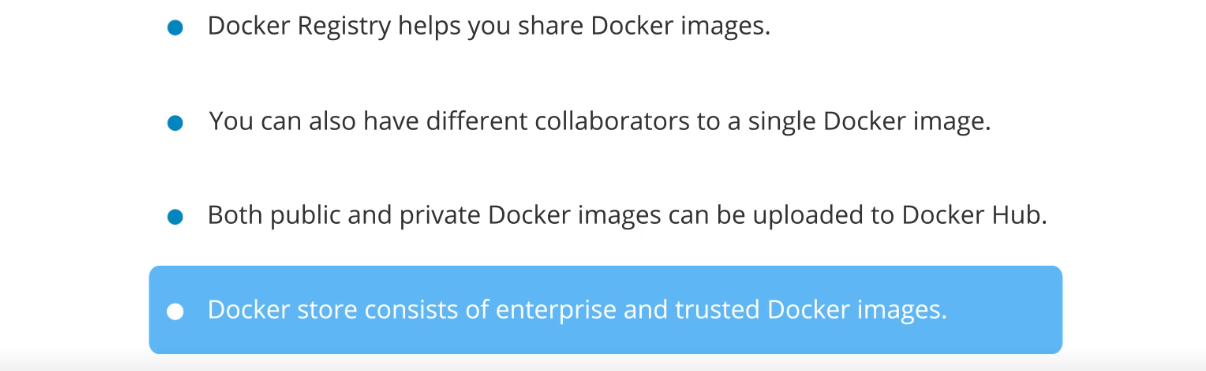 Docker Registry helps you share Docker images.
You can also have different collaborators to a single Docker image.
Both public and private Docker images can be uploaded to Docker Hub.
Docker store consists of enterprise and trusted Docker images.